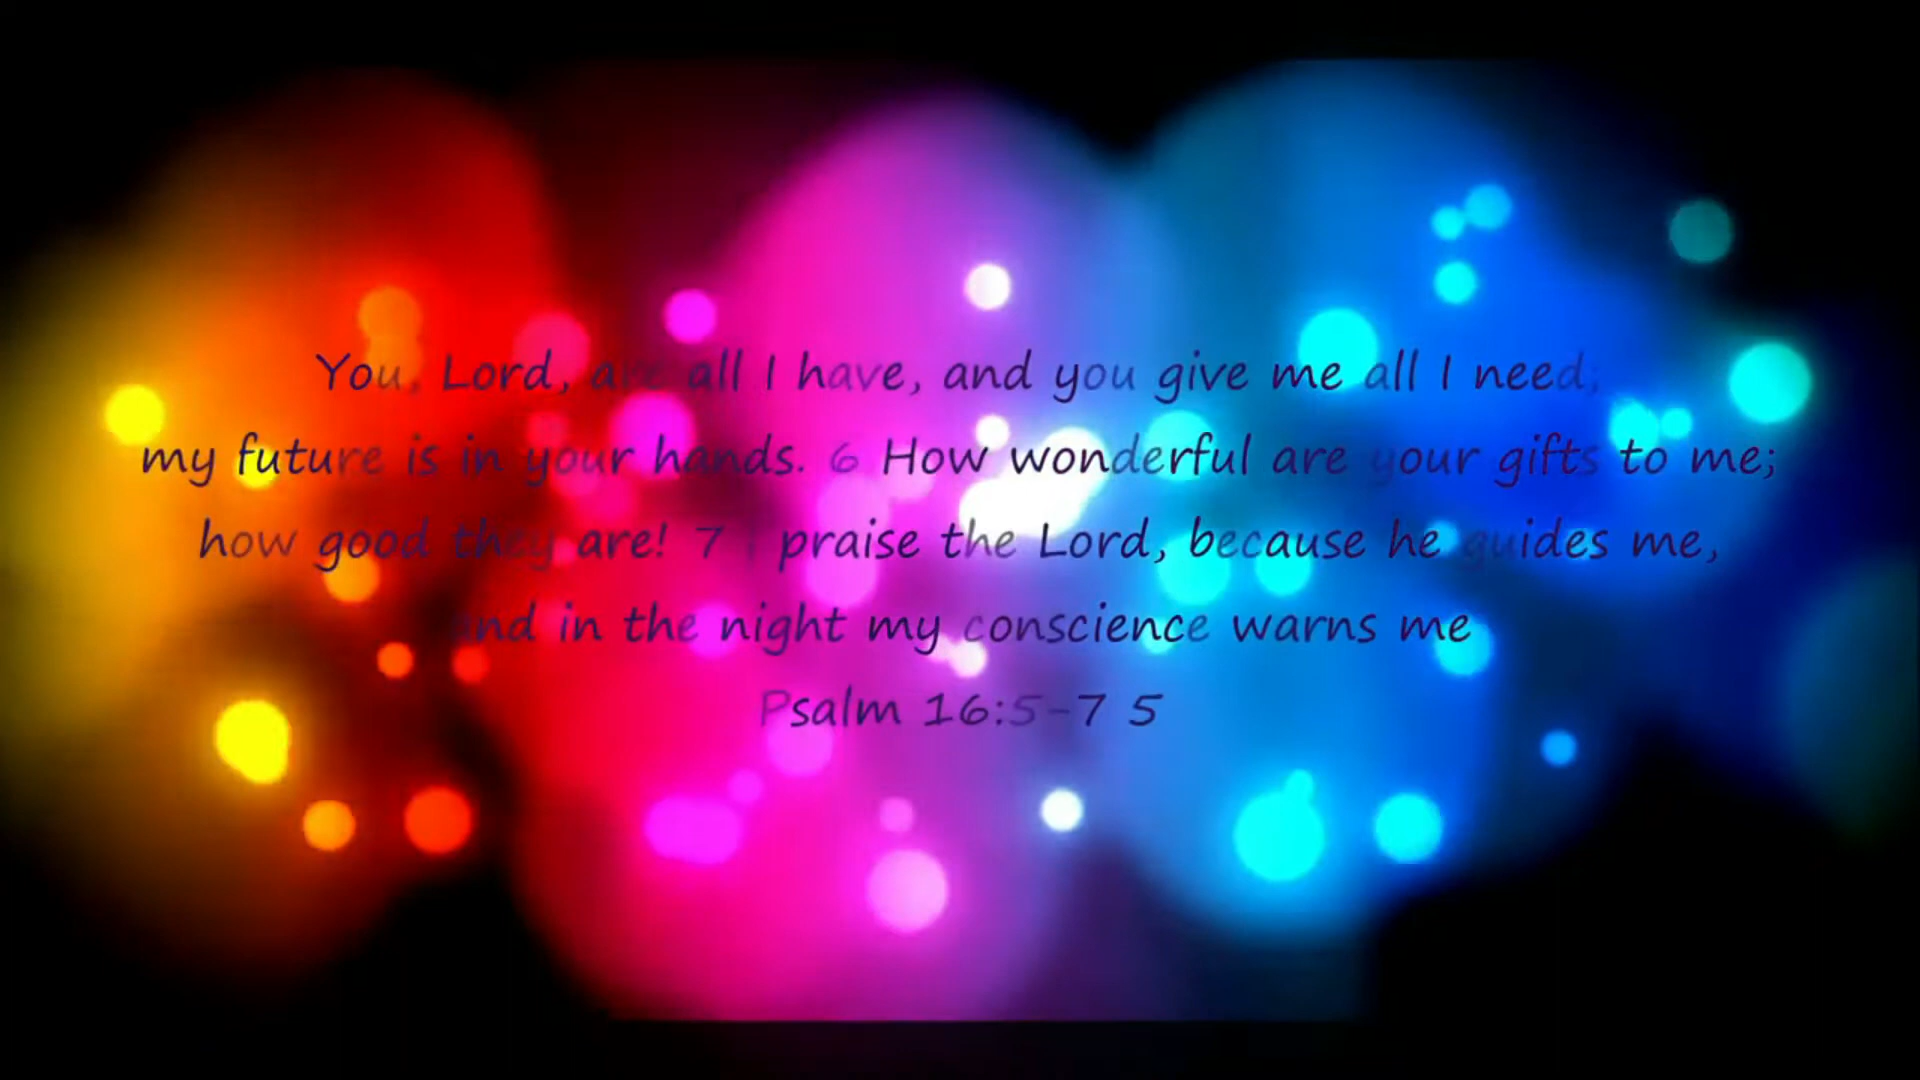 You, Lord, are all I have, and you give me all I need;
my future is in your hands. 6 How wonderful are your gifts to me;
how good they are! 7 I praise the Lord, because he guides me,
and in the night my conscience warns me
Psalm 16:5-7 5